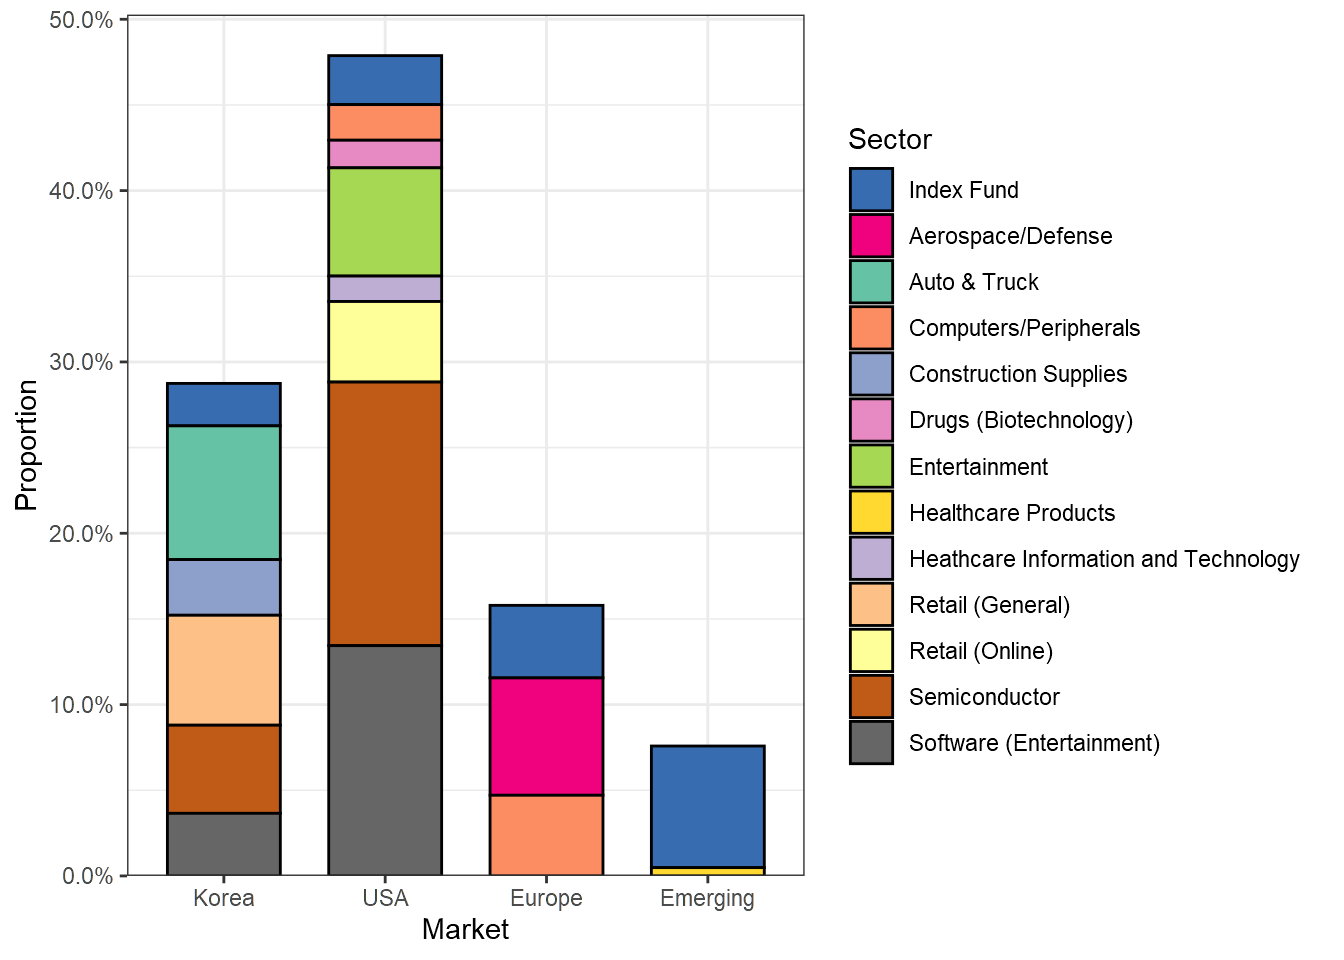 50.0%
40.0%
30.0%
20.0%
10.0%
0.0%
Proportion
Korea
USA
Europe
Emerging
Market
Sector
Index Fund
Aerospace/Defense
Auto & Truck
Computers/Peripherals
Construction Supplies
Drugs (Biotechnology)
Entertainment
Healthcare Products
Heathcare Information and Technology
Retail (General)
Retail (Online)
Semiconductor
Software (Entertainment)